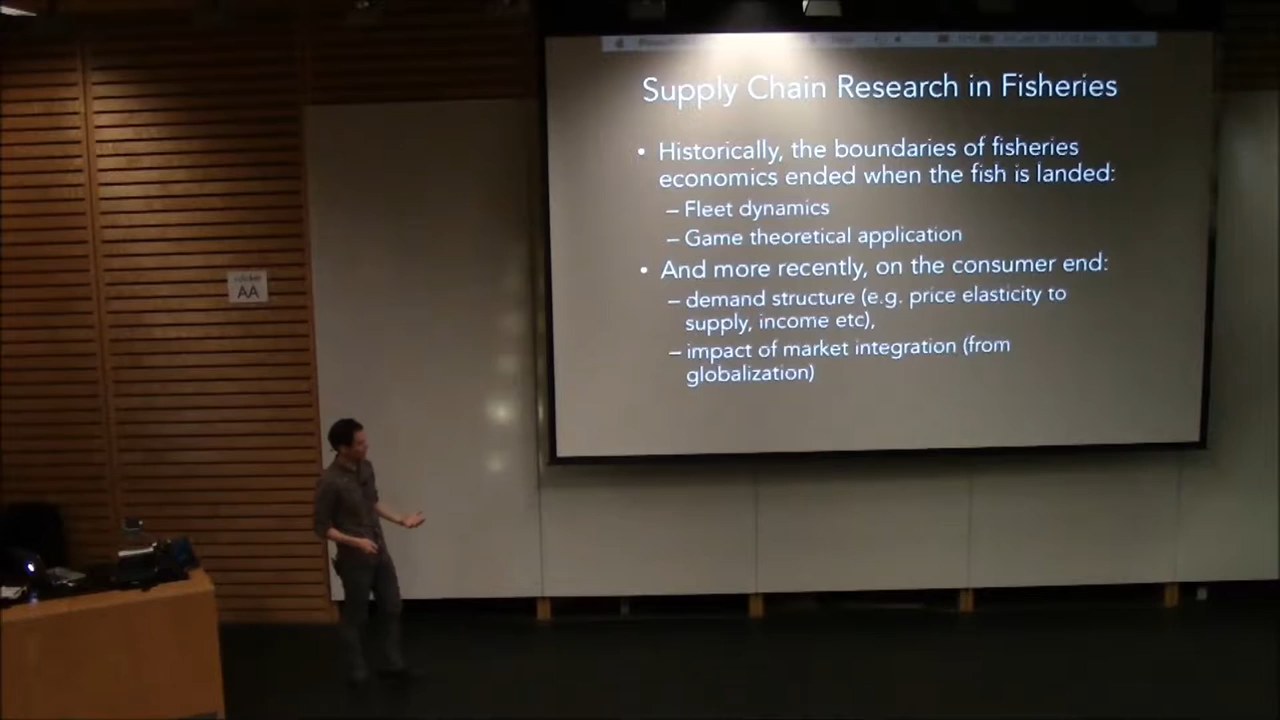 Supply Chain Research in Fisheries
• Historically, the boundaries of fisheries
economics ended when the fish is landed:
– Fleet dynamics
– Game theoretical application
• And more recently, on the consumer end:
– demand structure (e.g. price elasticity to
supply, income etc),
– impact of market integration (from
globalization)
AA